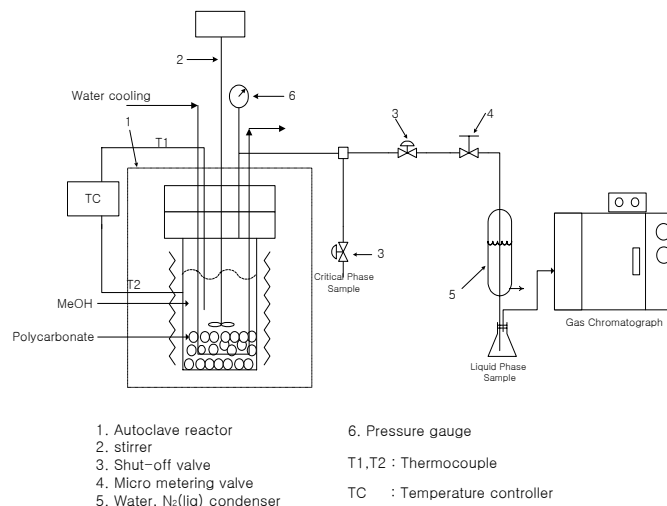 2
Water cooling
6
1
T1
3
4
TC
3
Critical Phase
Sample
T2
MeOH
5
Gas Chromatograph
Polycarbonate
Liquid Phase
Sample
1. Autoclave reactor
2. stirrer
3. Shut-off valve
4. Micro metering valve
5. Water, N₂(liq) condenser
6. Pressure gauge
T1,T2 : Thermocouple
TC : Temperature controller